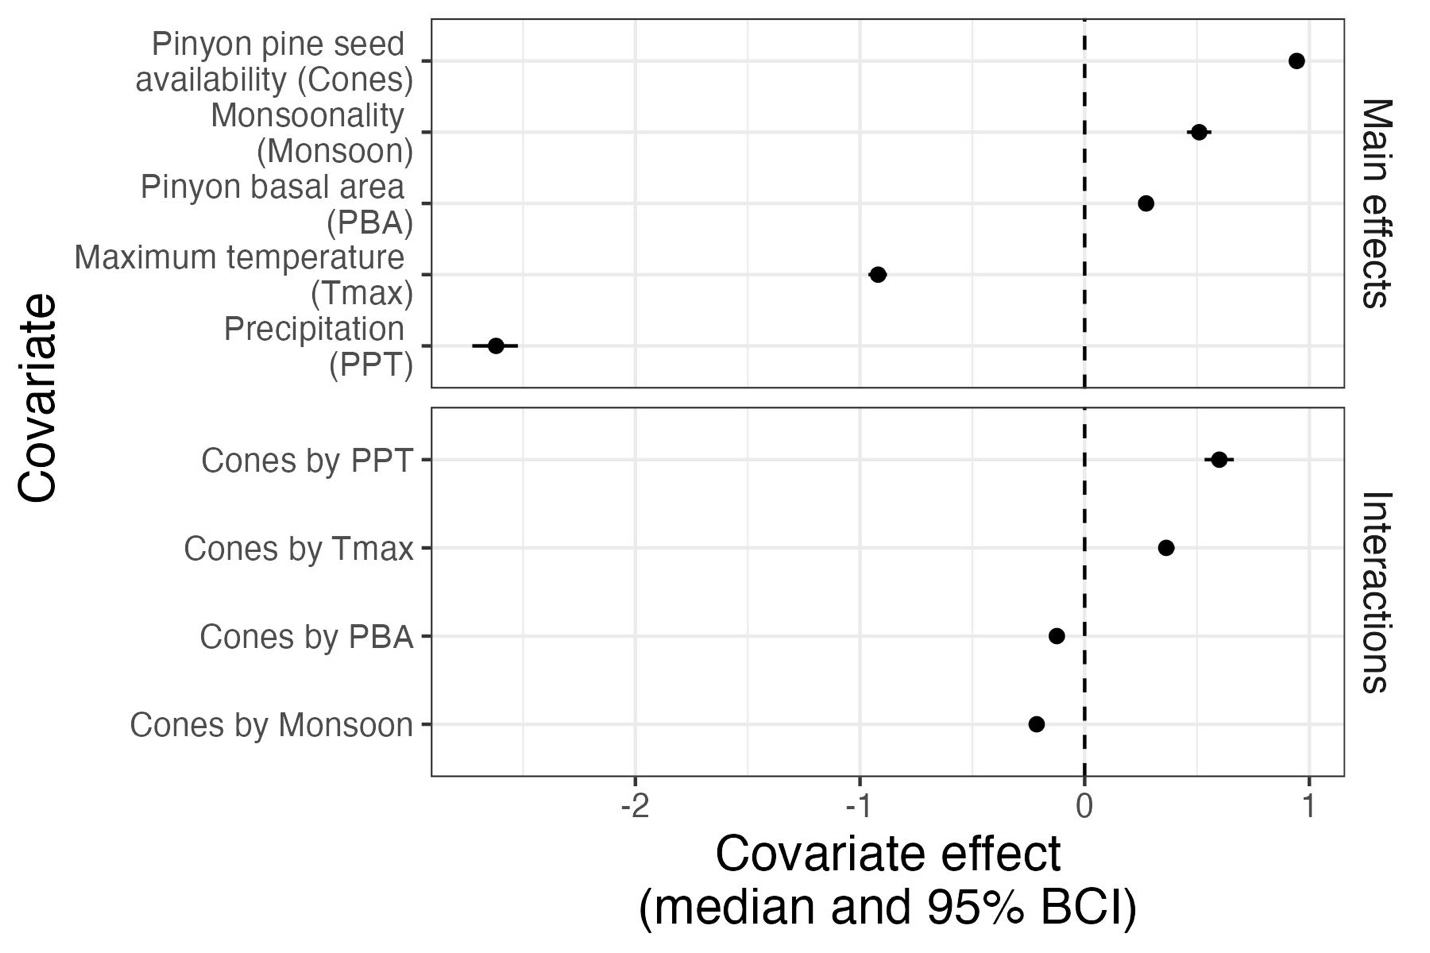 Covariate
Pinyon pine seed
availability (Cones)
Monsoonality
(Monsoon)
Pinyon basal area
(PBA)
Maximum temperature
(Tmax)
Precipitation
(PPT)
Main effects
Cones by PPT
Cones by Tmax
Cones by PBA
Cones by Monsoon
Interactions
-2 -1 0 1
Covariate effect
(median and 95% BCI)